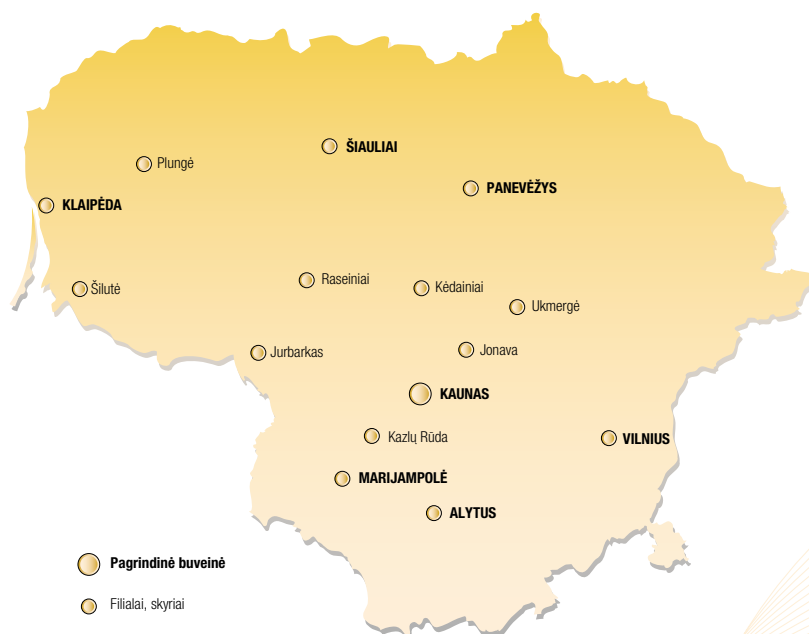 ŠIAULIAI
Plungė
PANEVĖŽYS
KLAIPĖDA
Raseiniai
Kėdainiai
Šilutė
Ukmergė
Jonava
Jurbarkas
KAUNAS
Kazlų Rūda
VILNIUS
MARIJAMPOLĖ
ALYTUS
Pagrindinė buveinė
Filialai, skyriai